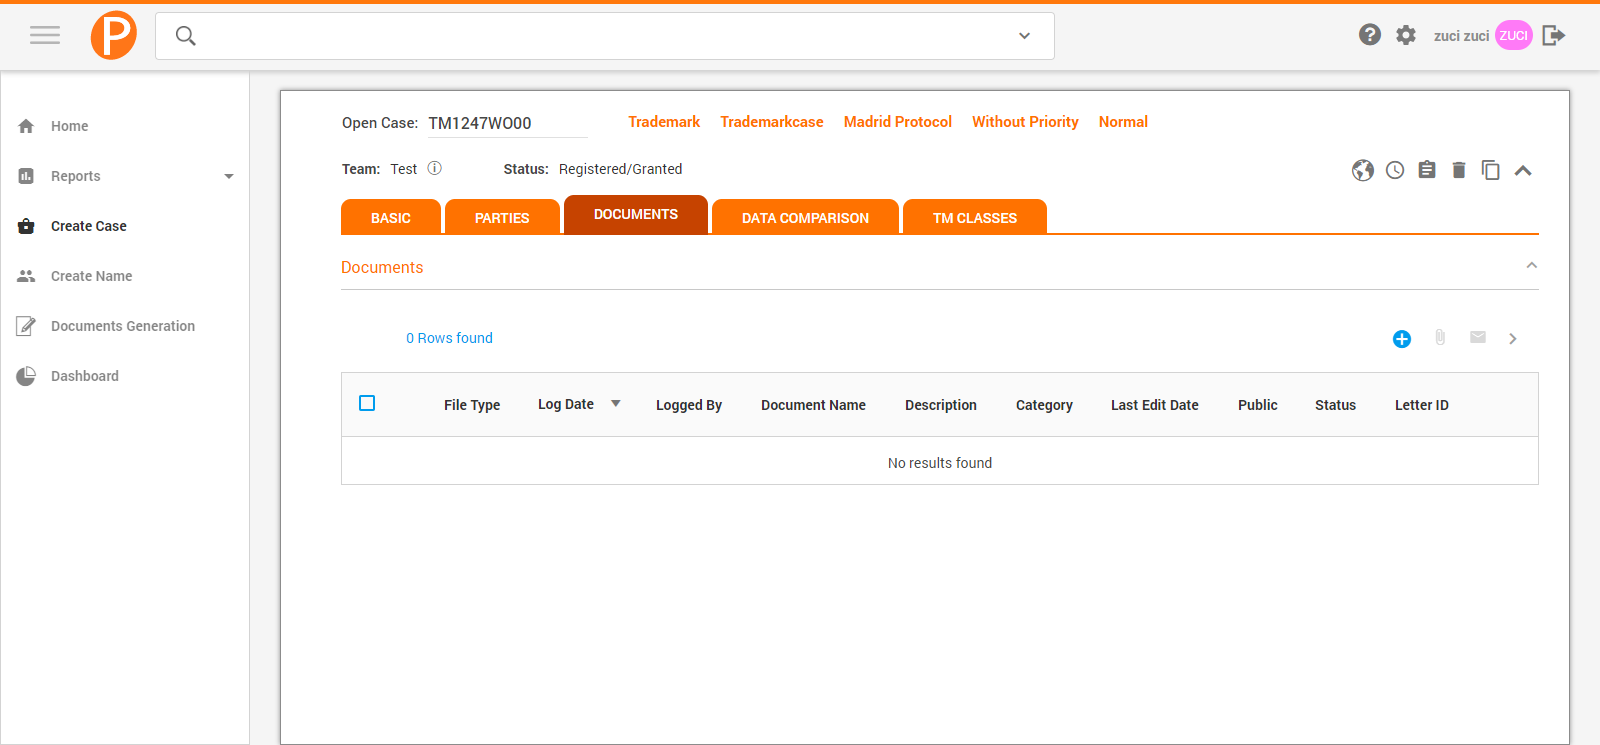 P
zuci zuci ZUCI
Home
Reports
Create Case
Create Name
Documents Generation
Dashboard
Open Case: TM1247WO00 Trademark Trademarkcase Madrid Protocol Without Priority Normal
Team: Test Status: Registered/Granted
BASIC PARTIES DOCUMENTS DATA COMPARISON TM CLASSES
Documents
0 Rows found
File Type Log Date Logged By Document Name Description Category Last Edit Date Public Status Letter ID
No results found